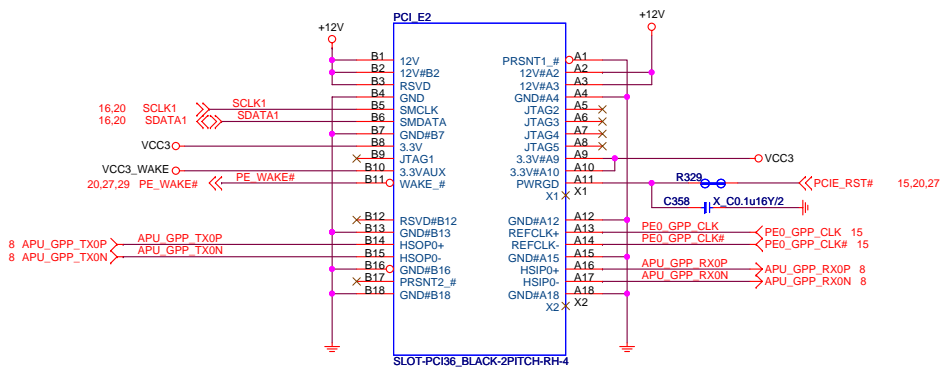 PCI_E2
+12V
+12V
B1 12V PRSNT1_# A1
B2 12V#B2 12V#A2 A2
B3 RSVD 12V#A3 A3
B4 GND GND#A4 A4
16,20 SCLK1 SCLK1 B5 SMCLK JTAG2 A5
16,20 SDATA1 SDATA1 B6 SMDATA JTAG3 A6
B7 GND#B7 JTAG4 A7
VCC3 B8 3.3V JTAG5 A8
B9 JTAG1 3.3V#A9 A9 VCC3
VCC3_WAKE B10 3.3VAUX 3.3V#A10 A10
20,27,29 PE_WAKE# PE_WAKE# B11 WAKE_# PWRGD A11 R329 PCIE_RST# 15,20,27
X1 X1
C358 X_C0.1u16Y/2
B12 RSVD#B12 GND#A12 A12
B13 GND#B13 REFCLK+ A13 PE0_GPP_CLK PE0_GPP_CLK 15
8 APU_GPP_TX0P APU_GPP_TX0P B14 HSOP0+ REFCLK- A14 PE0_GPP_CLK# PE0_GPP_CLK# 15
8 APU_GPP_TX0N APU_GPP_TX0N B15 HSOP0- GND#A15 A15
B16 GND#B16 HSIP0+ A16 APU_GPP_RX0P APU_GPP_RX0P 8
B17 PRSNT2_# HSIP0- A17 APU_GPP_RX0N APU_GPP_RX0N 8
B18 GND#B18 GND#A18 A18
X2 X2
SLOT-PCI36_BLACK-2PITCH-RH-4